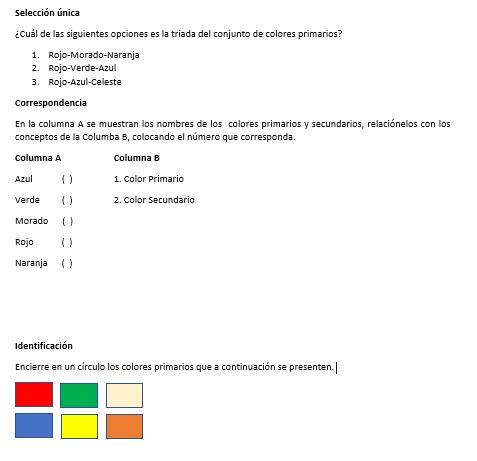 Selección única
¿Cuál de las siguientes opciones es la triada del conjunto de colores primarios?
1. Rojo-Morado-Naranja
2. Rojo-Verde-Azul
3. Rojo-Azul-Celeste
Correspondencia
En la columna A se muestran los nombres de los colores primarios y secundarios, relaciónelos con los
conceptos de la Columba B, colocando el número que corresponda.
Columna A Columna B
Azul ( ) 1. Color Primario
Verde ( ) 2. Color Secundario
Morado ( )
Rojo ( )
Naranja ( )
Identificación
Encierre en un círculo los colores primarios que a continuación se presenten.